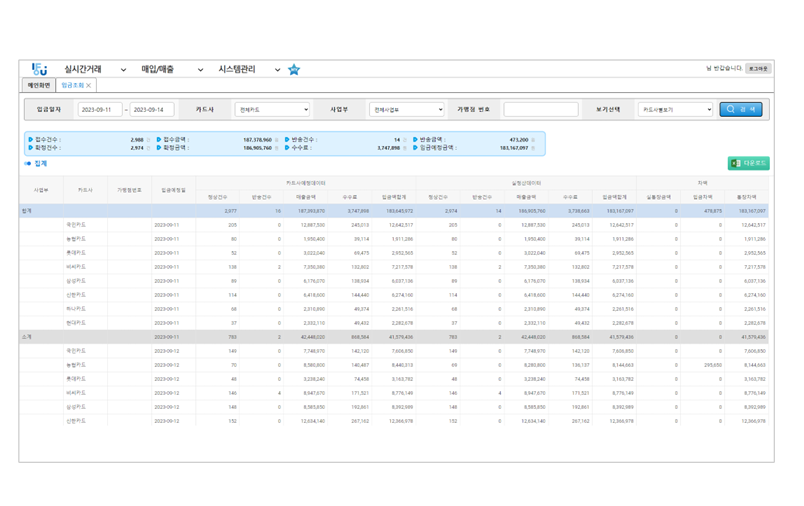 IFOU 실시간거래 매입/매출 시스템관리 님 반갑습니다. 로그아웃
메인화면 입금조회 ×
입금일자 2023-09-11 ~ 2023-09-14 카드사 전체카드 사업부 전체사업부 가맹점 번호 보기선택 카드사별보기 검 색
접수건수 : 2,988 접수금액 : 187,378,960 반송건수 : 14 반송금액 : 473,200
확정건수 : 2,974 확정금액 : 186,905,760 수수료 : 3,747,898 입금예정금액 : 183,167,097
집계 다운로드
사업부 카드사 가맹점번호 입금예정일 카드사예정데이터 실정산데이터 차액
정상건수 반송건수 매출금액 수수료 입금액합계 정상건수 반송건수 매출금액 수수료 입금액합계 실통장금액 입금차액 통장차액
합계 2,977 16 187,393,870 3,747,898 183,645,972 2,974 14 186,905,760 3,738,663 183,167,097 0 478,875 183,167,097
국민카드 2023-09-11 205 0 12,887,530 245,013 12,642,517 205 0 12,887,530 245,013 12,642,517 0 0 12,642,517
농협카드 2023-09-11 80 0 1,950,400 39,114 1,911,286 80 0 1,950,400 39,114 1,911,286 0 0 1,911,286
롯데카드 2023-09-11 52 0 3,022,040 69,475 2,952,565 52 0 3,022,040 69,475 2,952,565 0 0 2,952,565
비씨카드 2023-09-11 138 2 7,350,380 132,802 7,217,578 138 2 7,350,380 132,802 7,217,578 0 0 7,217,578
삼성카드 2023-09-11 89 0 6,176,070 138,934 6,037,136 89 0 6,176,070 138,934 6,037,136 0 0 6,037,136
신한카드 2023-09-11 114 0 6,418,600 144,440 6,274,160 114 0 6,418,600 144,440 6,274,160 0 0 6,274,160
하나카드 2023-09-11 68 0 2,310,890 49,374 2,261,516 68 0 2,310,890 49,374 2,261,516 0 0 2,261,516
현대카드 2023-09-11 37 0 2,332,110 49,432 2,282,678 37 0 2,332,110 49,432 2,282,678 0 0 2,282,678
소계 783 2 42,448,020 868,584 41,579,436 783 2 42,448,020 868,584 41,579,436 0 0 41,579,436
국민카드 2023-09-12 149 0 7,748,970 142,120 7,606,850 149 0 7,748,970 142,120 7,606,850 0 0 7,606,850
농협카드 2023-09-12 70 0 8,580,800 140,487 8,440,313 69 0 8,280,800 136,137 8,144,663 0 295,650 8,144,663
롯데카드 2023-09-12 48 0 3,238,240 74,458 3,163,782 48 0 3,238,240 74,458 3,163,782 0 0 3,163,782
비씨카드 2023-09-12 146 4 8,947,670 171,521 8,776,149 146 4 8,947,670 171,521 8,776,149 0 0 8,776,149
삼성카드 2023-09-12 148 0 8,585,850 192,861 8,392,989 148 0 8,585,850 192,861 8,392,989 0 0 8,392,989
신한카드 2023-09-12 152 0 12,634,140 267,162 12,366,978 152 0 12,634,140 267,162 12,366,978 0 0 12,366,978